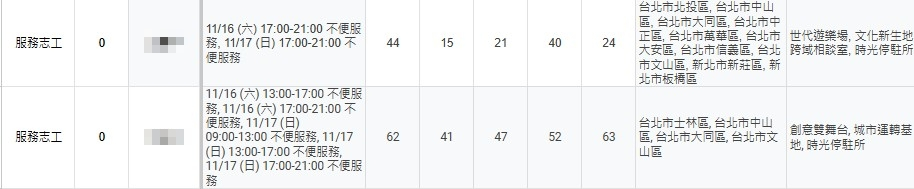 服務志工
0
11/16 (六) 17:00-21:00 不便服
務, 11/17 (日) 17:00-21:00 不
便服務
44
15
21
40
24
台北市北投區, 台北市中山
區, 台北市大同區, 台北市中
正區, 台北市萬華區, 台北市
大安區, 台北市信義區, 台北
市文山區, 新北市新莊區, 新
北市板橋區
世代遊樂場, 文化新生地
跨域相談室, 時光停駐所
服務志工
0
11/16 (六) 13:00-17:00 不便服
務, 11/16 (六) 17:00-21:00 不
便服務, 11/17 (日)
09:00-13:00 不便服務, 11/17
(日) 13:00-17:00 不便服務,
11/17 (日) 17:00-21:00 不便服
務
62
41
47
52
63
台北市士林區, 台北市中山
區, 台北市大同區, 台北市文
山區
創意雙舞台, 城市運轉基
地, 時光停駐所